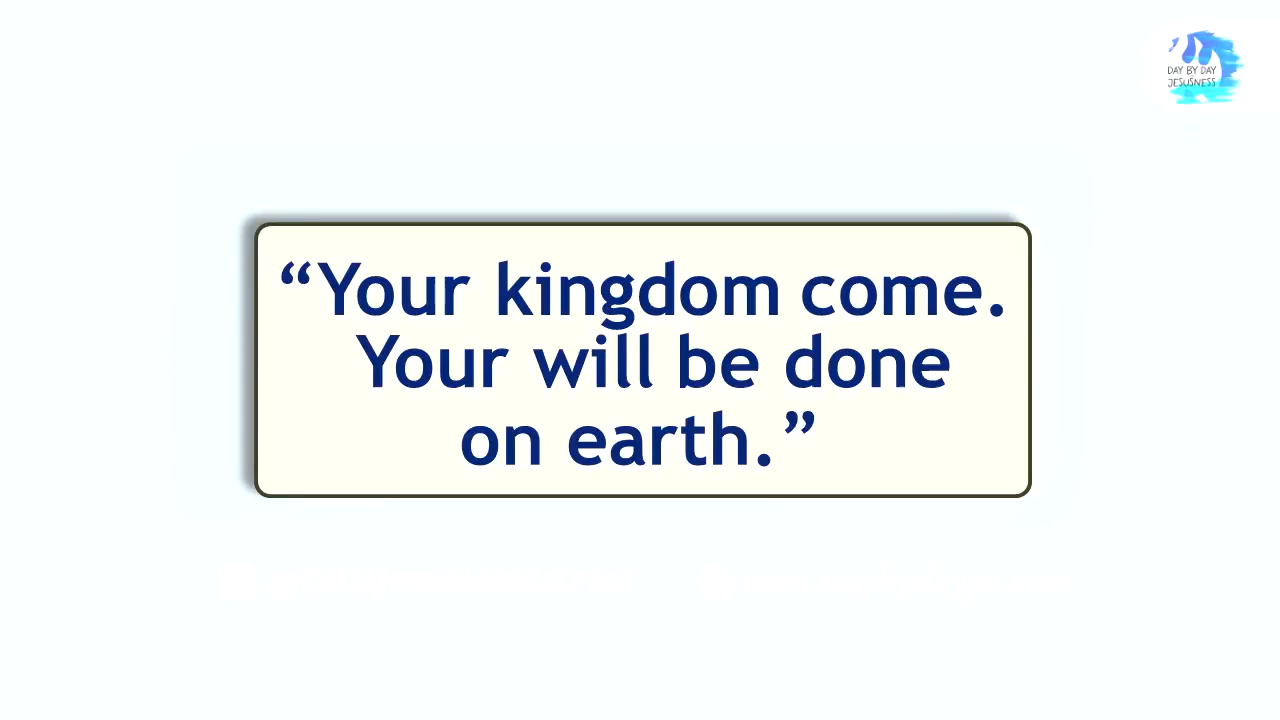 DAY BY DAY
JESUSNESS
“Your kingdom come.
Your will be done
on earth.”